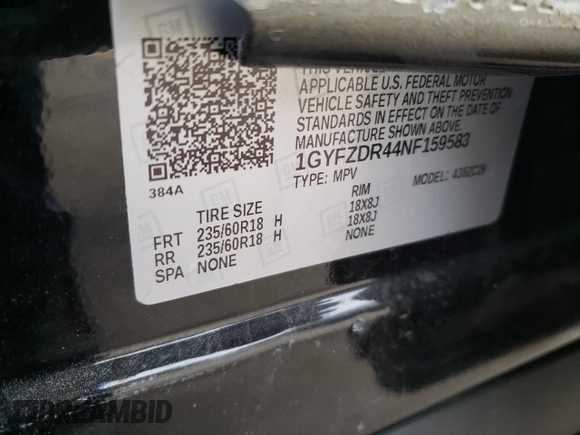 THIS VEHICLE
APPLICABLE U.S. FEDERAL MOTOR
VEHICLE SAFETY AND THEFT PREVENTION
STANDARDS IN EFFECT ON THE DATE OF
MANUFACTURE SHOWN ABOVE.
1GYFZDR44NF159583
TYPE: MPV MODEL: 4362C26
384A
TIRE SIZE RIM
FRT 235/60R18 H 18X8J
RR 235/60R18 H 18X8J
SPA NONE NONE
GM
DREAMBID